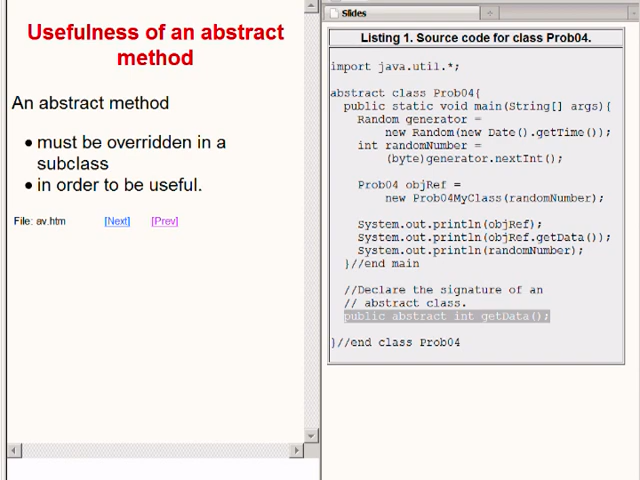 Usefulness of an abstract
method
An abstract method
• must be overridden in a
subclass
• in order to be useful.
File: av.htm [Next] [Prev]
Slides
Listing 1. Source code for class Prob04.
import java.util.*;
abstract class Prob04{
public static void main(String[] args){
Random generator =
new Random(new Date().getTime());
int randomNumber =
(byte)generator.nextInt();
Prob04 objRef =
new Prob04MyClass(randomNumber);
System.out.println(objRef);
System.out.println(objRef.getData());
System.out.println(randomNumber);
}//end main
//Declare the signature of an
// abstract class.
public abstract int getData();
}//end class Prob04